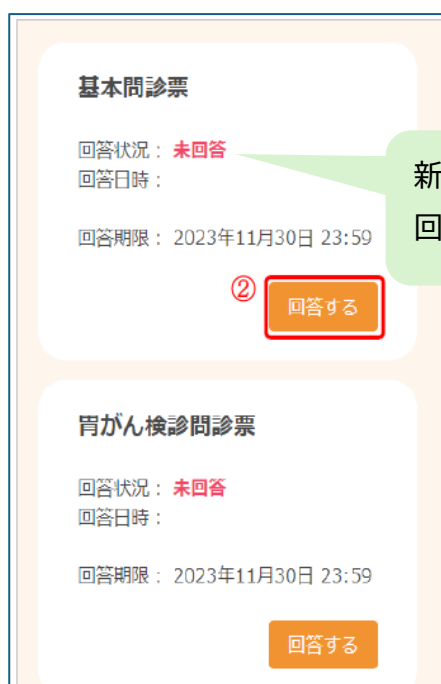 基本問診票
回答状況： 未回答
回答日時：
新
回
回答期限： 2023年11月30日 23:59
②
回答する
胃がん検診問診票
回答状況： 未回答
回答日時：
回答期限： 2023年11月30日 23:59
回答する